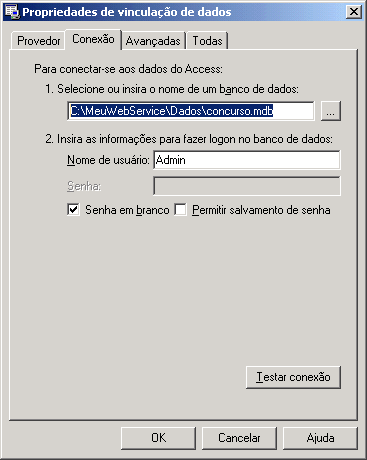 Propriedades de vinculação de dados
Provedor Conexão Avançadas Todas
Para conectar-se aos dados do Access:
1. Selecione ou insira o nome de um banco de dados:
C:\MeuWebService\Dados\concurso.mdb ...
2. Insira as informações para fazer logon no banco de dados:
Nome de usuário: Admin
Senha:
Senha em branco Permitir salvamento de senha
Testar conexão
OK Cancelar Ajuda